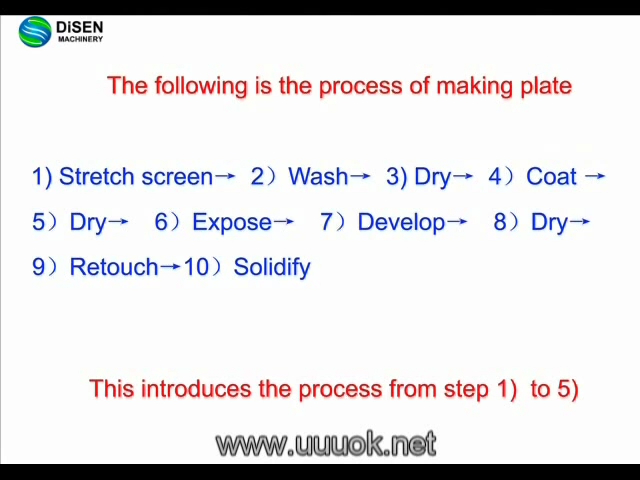 DiSEN
MACHINERY
The following is the process of making plate
1) Stretch screen→ 2）Wash→ 3) Dry→ 4）Coat →
5）Dry→ 6）Expose→ 7）Develop→ 8）Dry→
9）Retouch→10）Solidify
This introduces the process from step 1) to 5)
www.uuuok.net